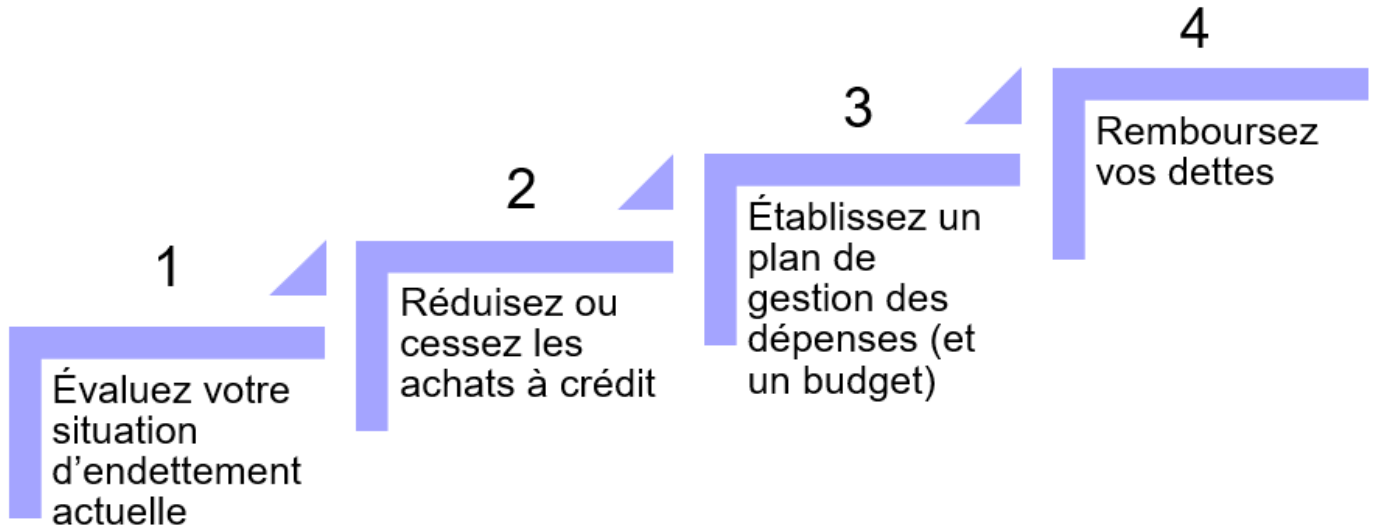 1
Évaluez votre
situation
d’endettement
actuelle
2
Réduisez ou
cessez les
achats à crédit
3
Établissez un
plan de
gestion des
dépenses (et
un budget)
4
Remboursez
vos dettes